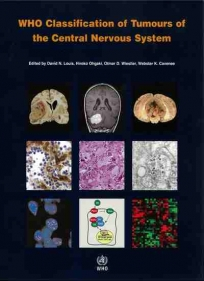 WHO Classification of Tumours of
the Central Nervous System
Edited by David N. Louis, Hiroko Ohgaki, Otmar D. Wiestler, Webster K. Cavenee
WHO